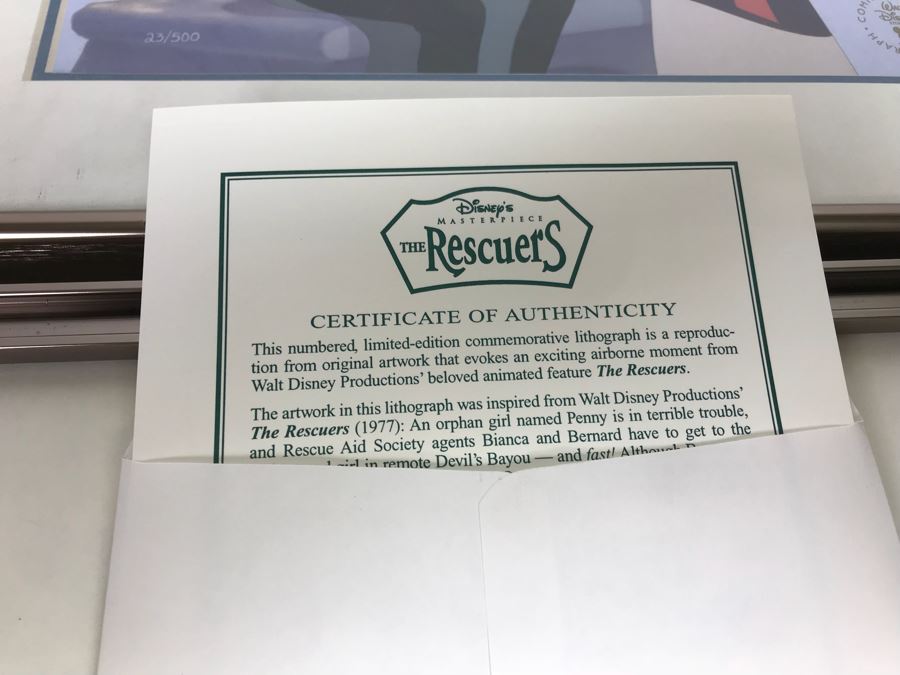 23/500
COM
RAPH
Disney's
MASTERPIECE
THE RescuerS
CERTIFICATE OF AUTHENTICITY
This numbered, limited-edition commemorative lithograph is a reproduc-
tion from original artwork that evokes an exciting airborne moment from
Walt Disney Productions' beloved animated feature The Rescuers.
The artwork in this lithograph was inspired from Walt Disney Productions'
The Rescuers (1977): An orphan girl named Penny is in terrible trouble,
and Rescue Aid Society agents Bianca and Bernard have to get to the
girl in remote Devil's Bayou — and fast! Although